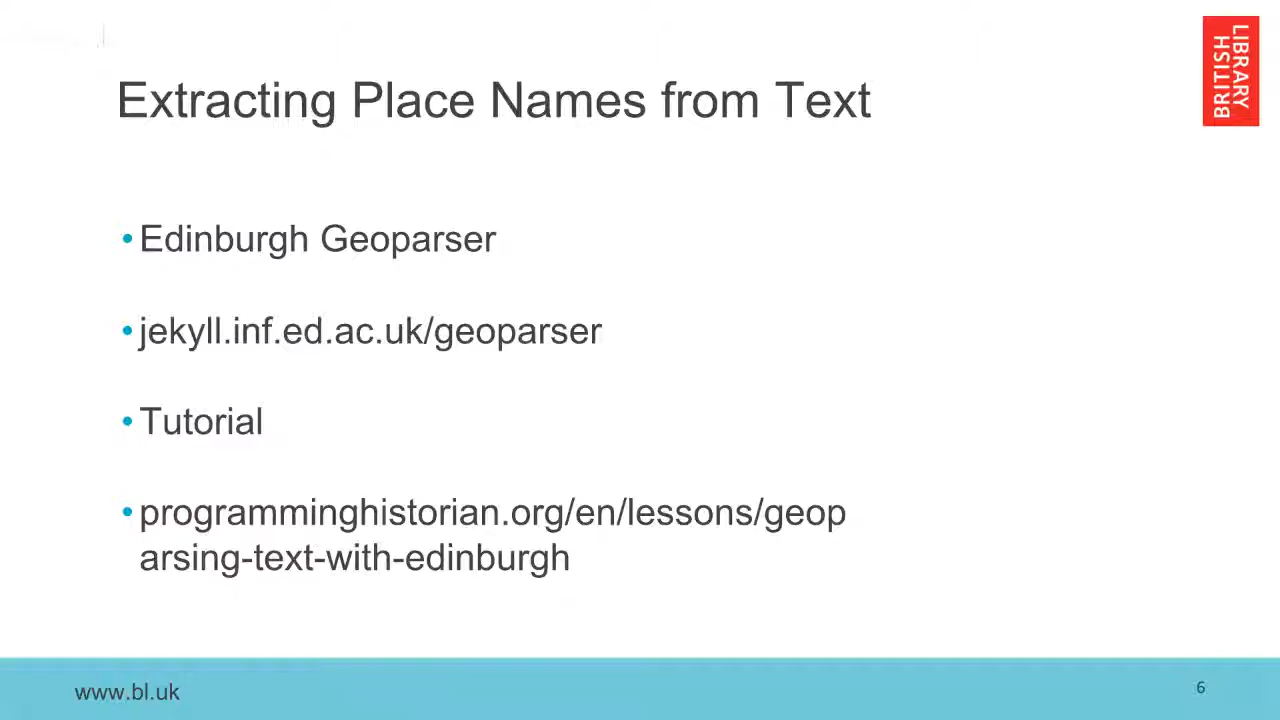 Extracting Place Names from Text
BRITISH
LIBRARY
•Edinburgh Geoparser
•jekyll.inf.ed.ac.uk/geoparser
•Tutorial
•programminghistorian.org/en/lessons/geop
arsing-text-with-edinburgh
www.bl.uk
6